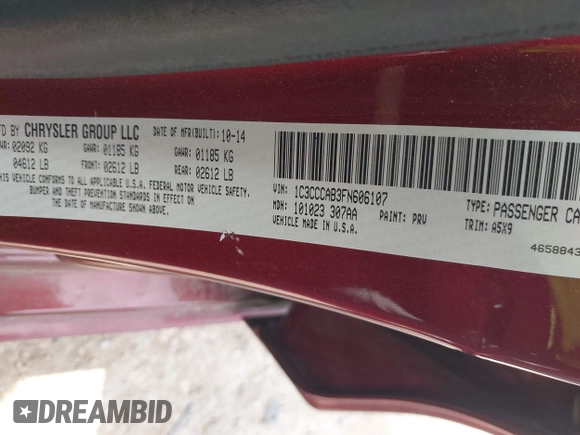 FD BY CHRYSLER GROUP LLC
DATE OF MFR(BUILT): 10-14
WR: 02092 KG GAWR: 01185 KG GAWR: 01185 KG
04612 LB FRONT: 02612 LB REAR: 02612 LB
THIS VEHICLE CONFORMS TO ALL APPLICABLE U.S.A. FEDERAL MOTOR VEHICLE SAFETY,
BUMPER AND THEFT PREVENTION STANDARDS IN EFFECT ON THE
DATE OF MANUFACTURE SHOWN ABOVE.
VIN: 1C3CCCAB3FN606107 TYPE: PASSENGER CA
MDH: 101023 307AA PAINT: PRV TRIM: A5X9
VEHICLE MADE IN U.S.A.
4658843
DREAMBID